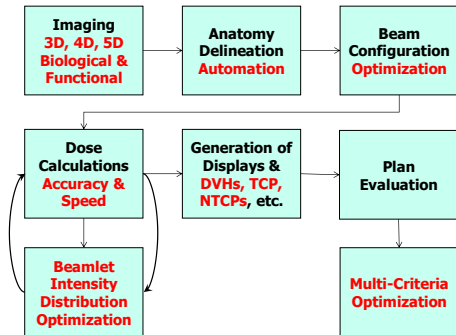 Imaging
3D, 4D, 5D
Biological &
Functional
Anatomy
Delineation
Automation
Beam
Configuration
Optimization
Dose
Calculations
Accuracy &
Speed
Generation of
Displays &
DVHs, TCP,
NTCPs, etc.
Plan
Evaluation
Beamlet
Intensity
Distribution
Optimization
Multi-Criteria
Optimization